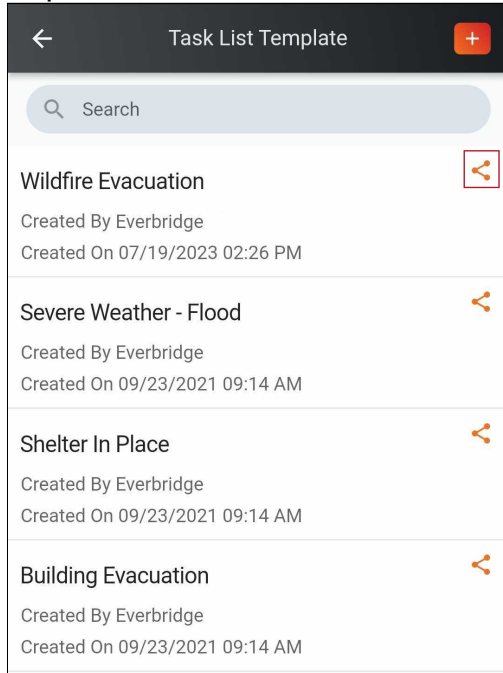 Task List Template
Search
Wildfire Evacuation
Created By Everbridge
Created On 07/19/2023 02:26 PM
Severe Weather - Flood
Created By Everbridge
Created On 09/23/2021 09:14 AM
Shelter In Place
Created By Everbridge
Created On 09/23/2021 09:14 AM
Building Evacuation
Created By Everbridge
Created On 09/23/2021 09:14 AM